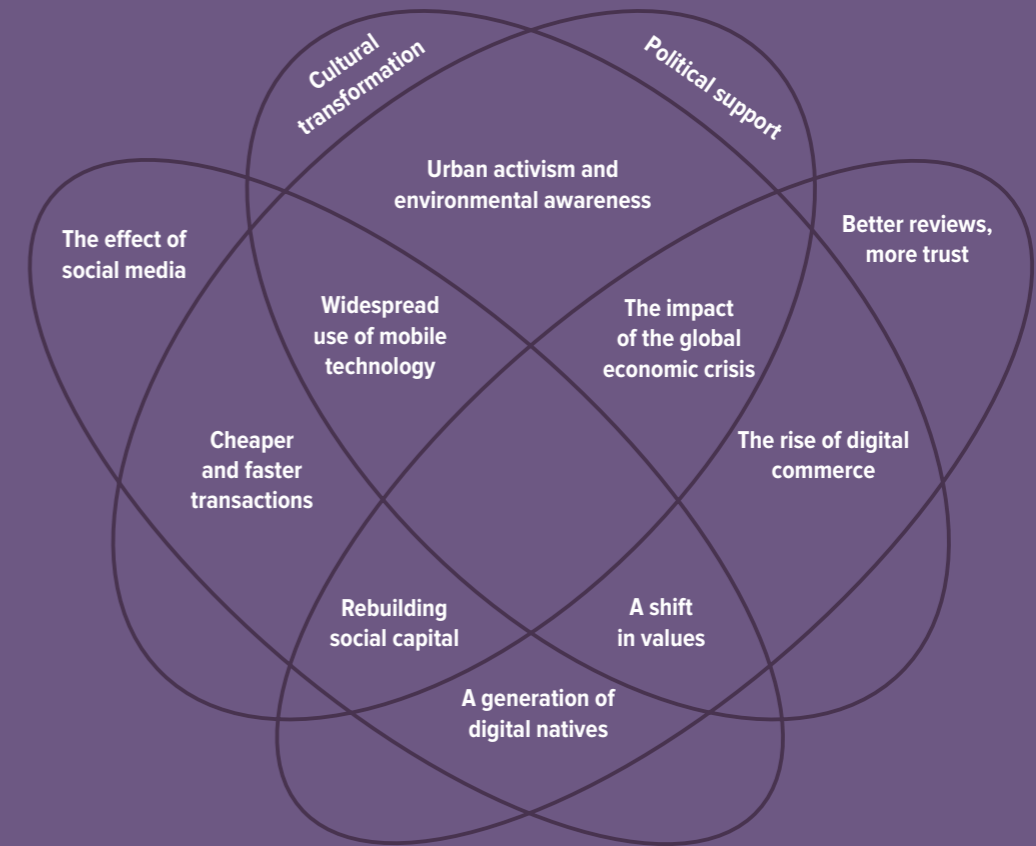 Cultural
transformation
Political support
Urban activism and
environmental awareness
The effect of
social media
Better reviews,
more trust
Widespread
use of mobile
technology
The impact
of the global
economic crisis
Cheaper
and faster
transactions
The rise of digital
commerce
Rebuilding
social capital
A shift
in values
A generation of
digital natives